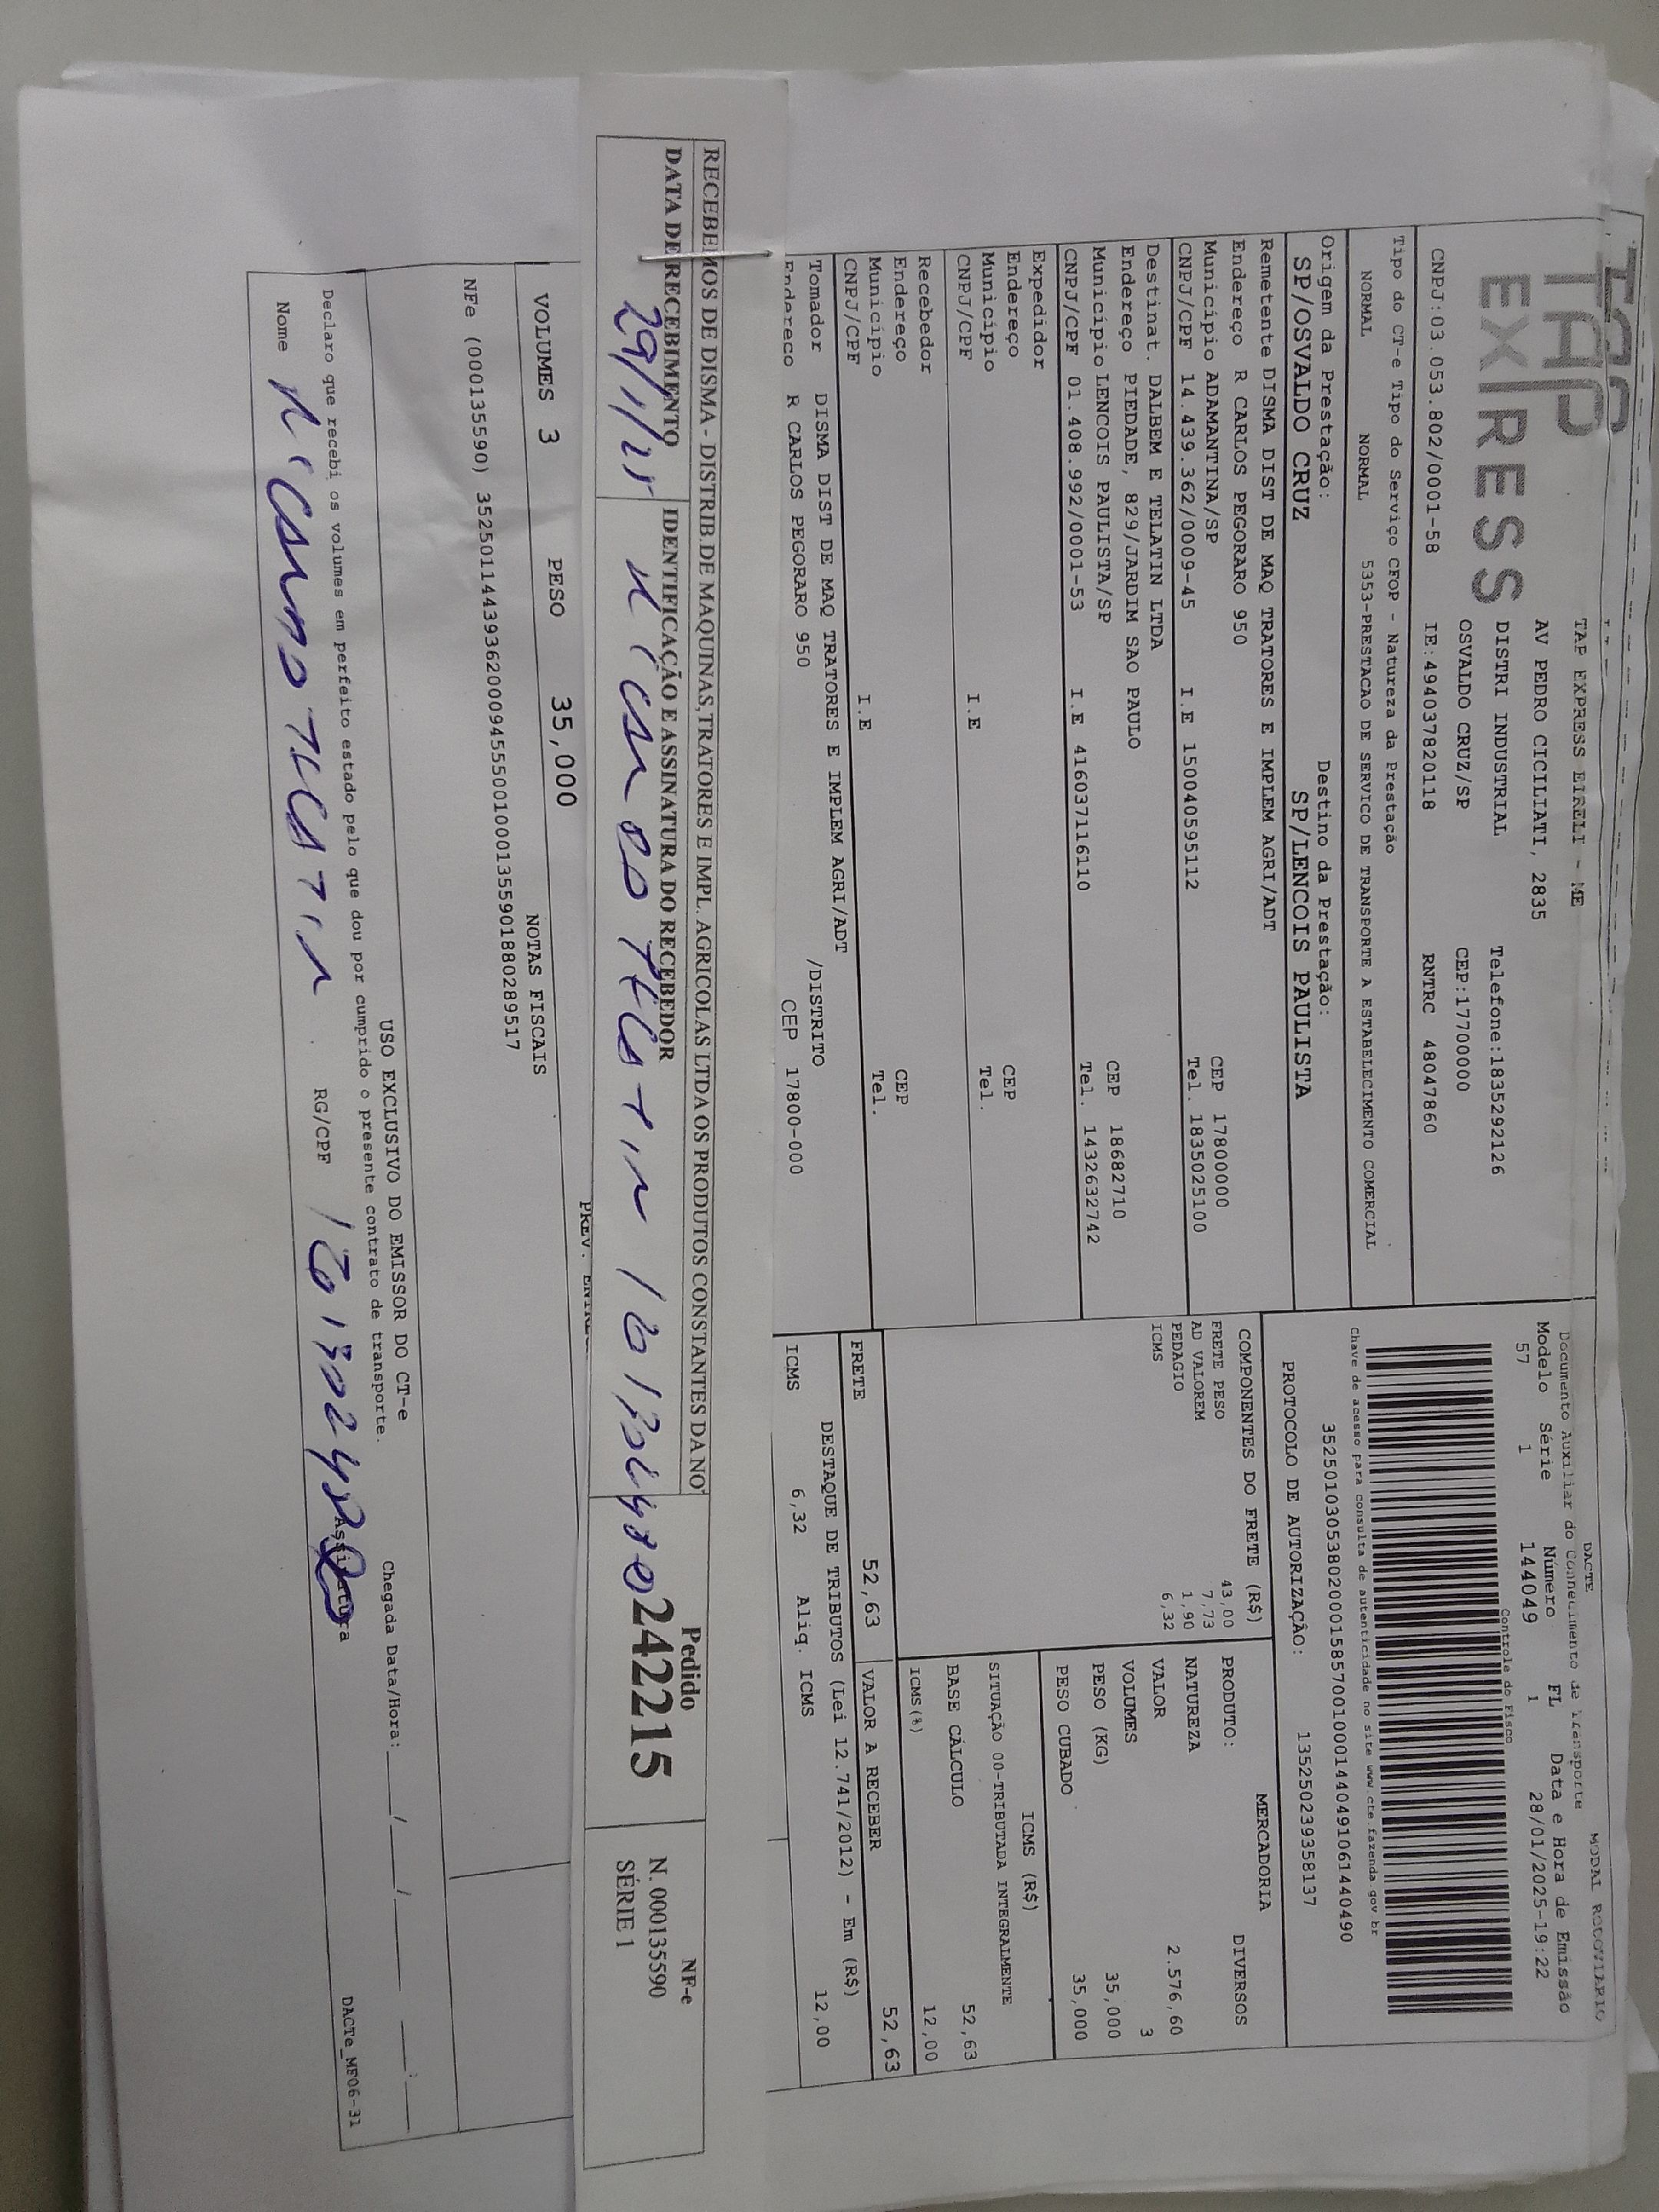 TAP
EXPRESS
TAP EXPRESS EIRELI - ME
AV PEDRO CICILIATI, 2835
DISTRI INDUSTRIAL Telefone:1835292126
OSVALDO CRUZ/SP CEP:17700000
CNPJ:03.053.802/0001-58 IE:494037820118 RNTRC 48047860
Tipo do CT-e Tipo do Serviço CFOP - Natureza da Prestação
NORMAL NORMAL 5353-PRESTACAO DE SERVICO DE TRANSPORTE A ESTABELECIMENTO COMERCIAL
Origem da Prestação: Destino da Prestação:
SP/OSVALDO CRUZ SP/LENCOIS PAULISTA
Remetente DISMA DIST DE MAQ TRATORES E IMPLEM AGRI/ADT
Endereço R CARLOS PEGORARO 950
Município ADAMANTINA/SP CEP 17800000
CNPJ/CPF 14.439.362/0009-45 I.E 150040595112 Tel. 1835025100
Destinat. DALBEM E TELATIN LTDA
Endereço PIEDADE, 829/JARDIM SAO PAULO
Município LENCOIS PAULISTA/SP CEP 18682710
CNPJ/CPF 01.408.992/0001-53 I.E 416037116110 Tel. 1432632742
Expedidor
Endereço
Município CEP
CNPJ/CPF I.E Tel.
Recebedor
Endereço
Município CEP
CNPJ/CPF I.E Tel.
Tomador DISMA DIST DE MAQ TRATORES E IMPLEM AGRI/ADT
Endereco R CARLOS PEGORARO 950 /DISTRITO
CEP 17800-000
DACTE MODAL RODOVIÁRIO
Documento Auxiliar do Conhecimento de Transporte
Modelo Série Número FL Data e Hora de Emissão
57 1 144049 1 28/01/2025-19:22
Controle do Fisco
Chave de acesso para consulta de autenticidade no site www.cte.fazenda.gov.br
35250103053802000158570010001440491061440490
PROTOCOLO DE AUTORIZAÇÃO: 135250239358137
COMPONENTES DO FRETE (R$)
FRETE PESO 43,00
AD VALOREM 7,73
PEDAGIO 1,90
ICMS 6,32
MERCADORIA
PRODUTO: DIVERSOS
NATUREZA
VALOR 2.576,60
VOLUMES 3
PESO (KG) 35,000
PESO CUBADO 35,000
ICMS (R$)
SITUAÇÃO 00-TRIBUTADA INTEGRALMENTE
BASE CÁLCULO 52,63
ICMS(%) 12,00
FRETE 52,63 VALOR A RECEBER 52,63
DESTAQUE DE TRIBUTOS (Lei 12.741/2012) - Em (R$)
ICMS 6,32 Aliq. ICMS 12,00
RECEBEMOS DE DISMA - DISTRIB.DE MAQUINAS,TRATORES E IMPL. AGRICOLAS LTDA OS PRODUTOS CONSTANTES DA NO
DATA DE RECEBIMENTO IDENTIFICAÇÃO E ASSINATURA DO RECEBEDOR
29/1/25
Pedido
242215
NF-e
N. 000135590
SÉRIE 1
PREV.
VOLUMES 3 PESO 35,000
NOTAS FISCAIS
NFe (000135590) 35250114439362000945550010001355901880289517
USO EXCLUSIVO DO EMISSOR DO CT-e
Declaro que recebi os volumes em perfeito estado pelo que dou por cumprido o presente contrato de transporte.
Chegada Data/Hora:___/___/____ __:__
Nome RG/CPF Assinatura
DACTe_MF06-31